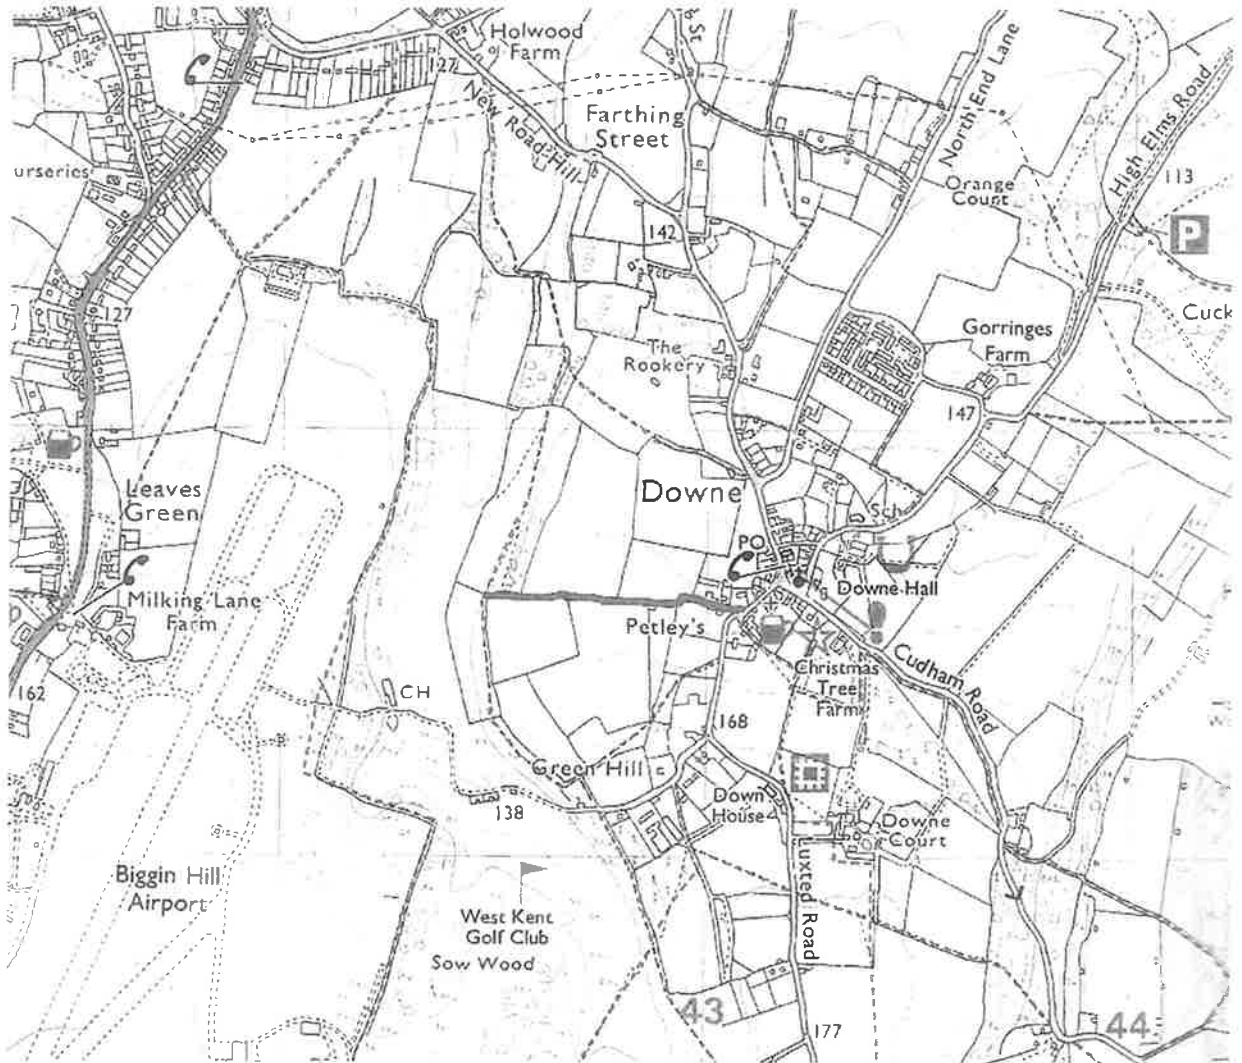 Holwood
Farm
127
New Road Hill
Farthing
Street
b St
North End Lane
High Elms Road
urseries
Orange
Court
113
P
142
127
Cuck
The
Rookery
Gorringes
Farm
147
Leaves
Green
Downe
Sch
PO
Downe Hall
Milking Lane
Farm
Petley's
Cudham Road
Christmas
Tree
Farm
162
CH
168
Green Hill
Down
House
138
Downe
Court
Luxted Road
Biggin Hill
Airport
West Kent
Golf Club
Sow Wood
43
177
44